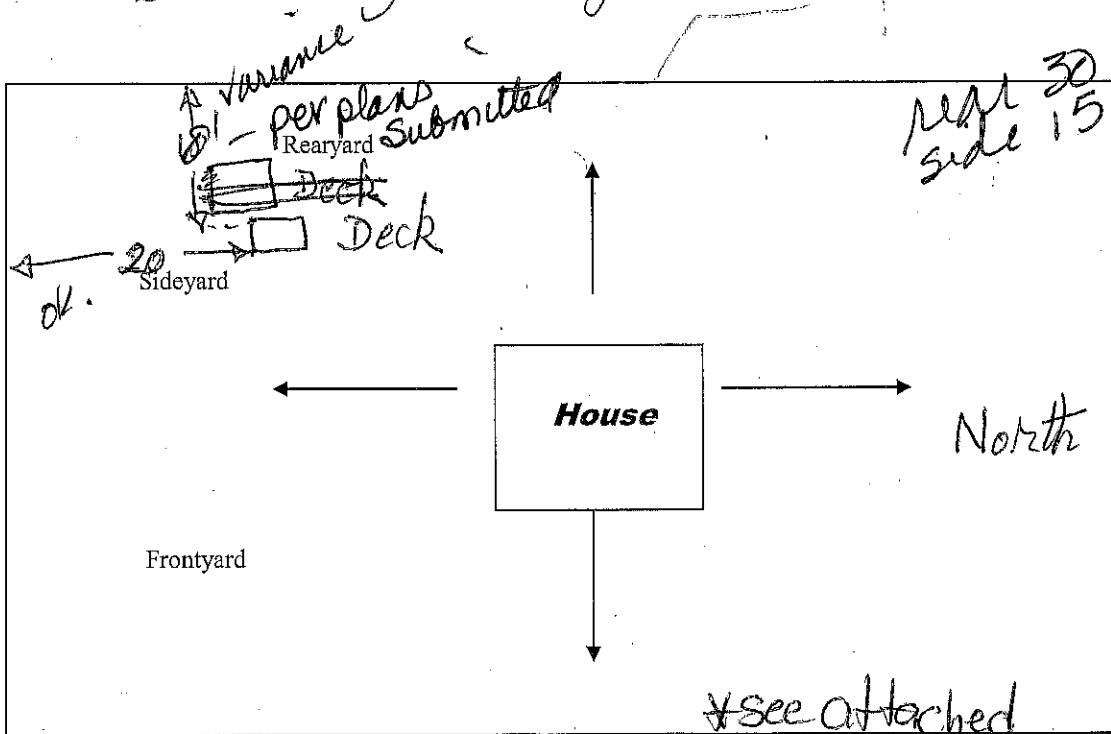 variance
- per plans
Submitted
Rearyard
rear 30
side 15
Deck
Deck
20
Sideyard
ok.
House
North
Frontyard
*see attached